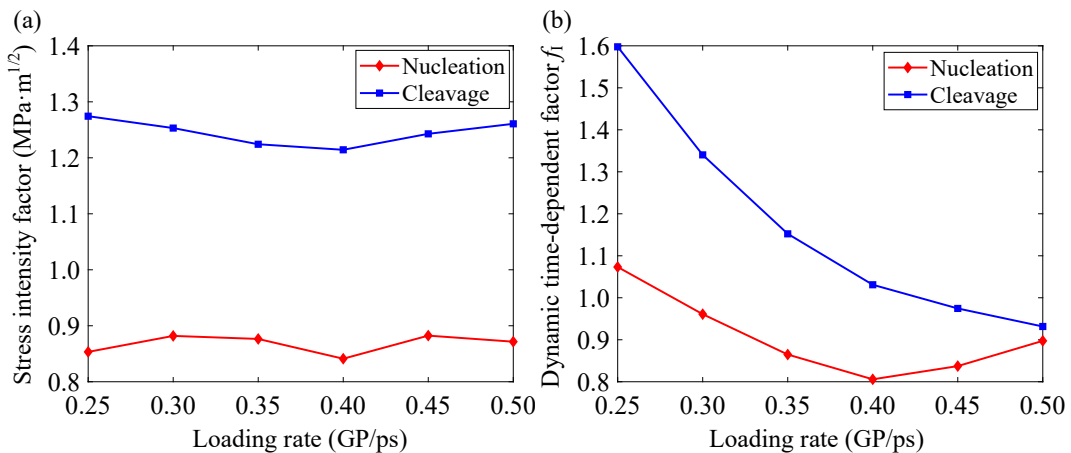 (a)
Stress intensity factor (MPa·m1/2)
1.4
1.3
1.2
1.1
1.0
0.9
0.8
Nucleation
Cleavage
0.25 0.30 0.35 0.40 0.45 0.50
Loading rate (GP/ps)
(b)
Dynamic time-dependent factor fI
1.6
1.5
1.4
1.3
1.2
1.1
1.0
0.9
0.8
Nucleation
Cleavage
0.25 0.30 0.35 0.40 0.45 0.50
Loading rate (GP/ps)